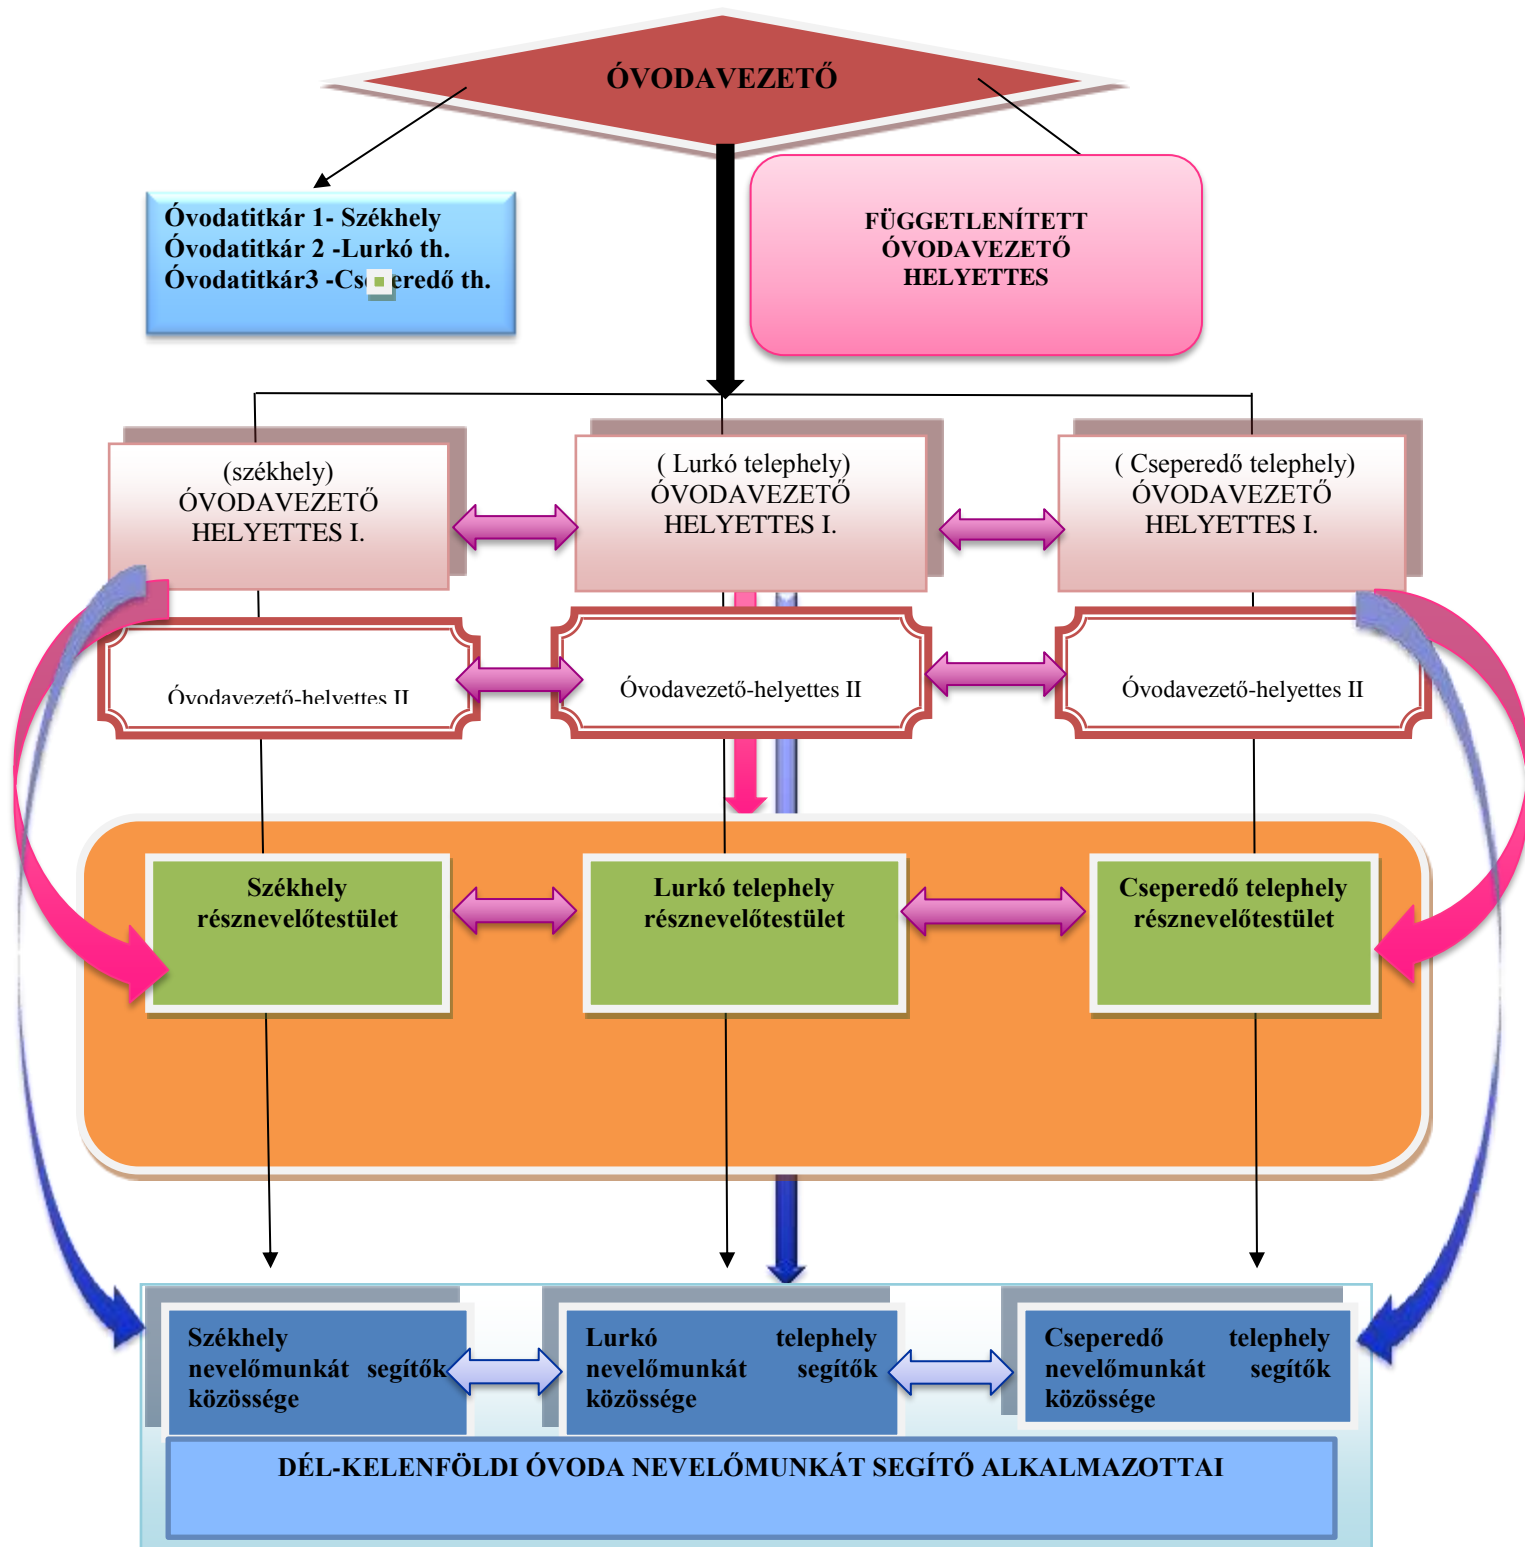 ÓVODAVEZETŐ
Óvodatitkár 1- Székhely
Óvodatitkár 2 -Lurkó th.
Óvodatitkár3 -Cseperedő th.
FÜGGETLENÍTETT
ÓVODAVEZETŐ
HELYETTES
(székhely)
ÓVODAVEZETŐ
HELYETTES I.
( Lurkó telephely)
ÓVODAVEZETŐ
HELYETTES I.
( Cseperedő telephely)
ÓVODAVEZETŐ
HELYETTES I.
Óvodavezető-helyettes II
Óvodavezető-helyettes II
Óvodavezető-helyettes II
Székhely
résznevelőtestület
Lurkó telephely
résznevelőtestület
Cseperedő telephely
résznevelőtestület
Székhely
nevelőmunkát segítők
közössége
Lurkó telephely
nevelőmunkát segítők
közössége
Cseperedő telephely
nevelőmunkát segítők
közössége
DÉL-KELENFÖLDI ÓVODA NEVELŐMUNKÁT SEGÍTŐ ALKALMAZOTTAI